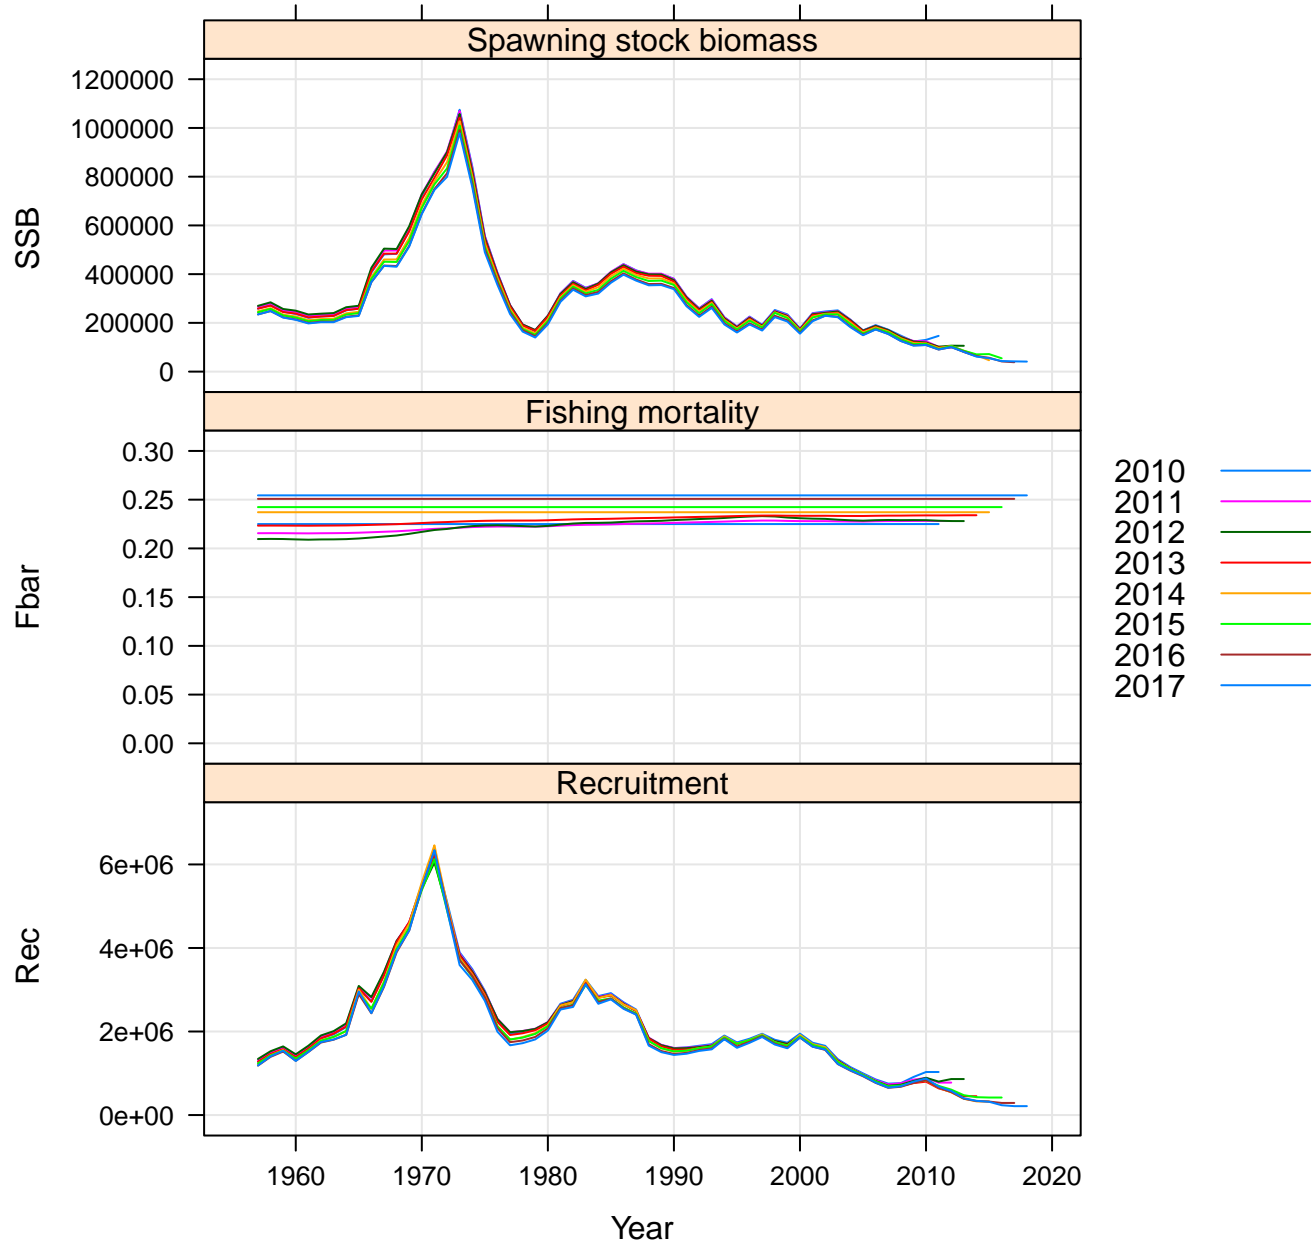 Spawning stock biomass
1200000
1000000
800000
600000
400000
200000
0
SSB
Fishing mortality
0.30
0.25
0.20
0.15
0.10
0.05
0.00
Fbar
2010
2011
2012
2013
2014
2015
2016
2017
Recruitment
6e+06
4e+06
2e+06
0e+00
Rec
1960 1970 1980 1990 2000 2010 2020
Year